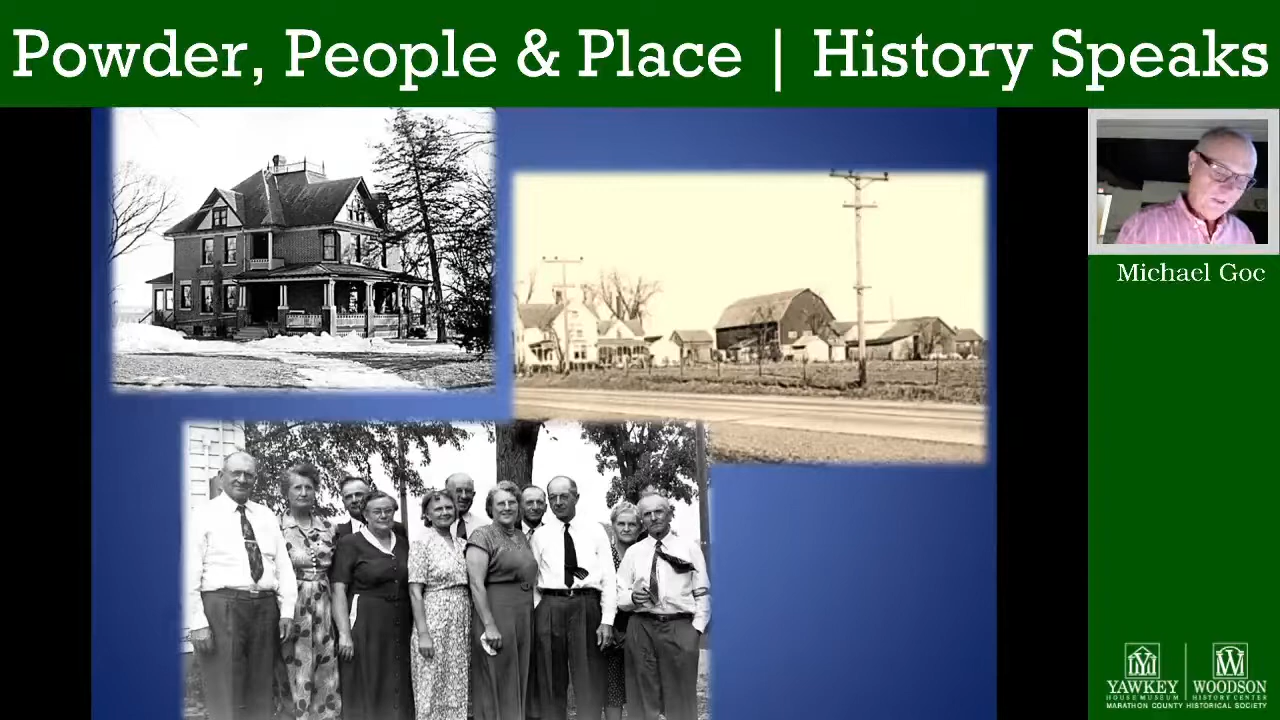 Powder, People & Place | History Speaks
Michael Goc
YAWKEY
HOUSE MUSEUM
WOODSON
HISTORY CENTER
MARATHON COUNTY HISTORICAL SOCIETY